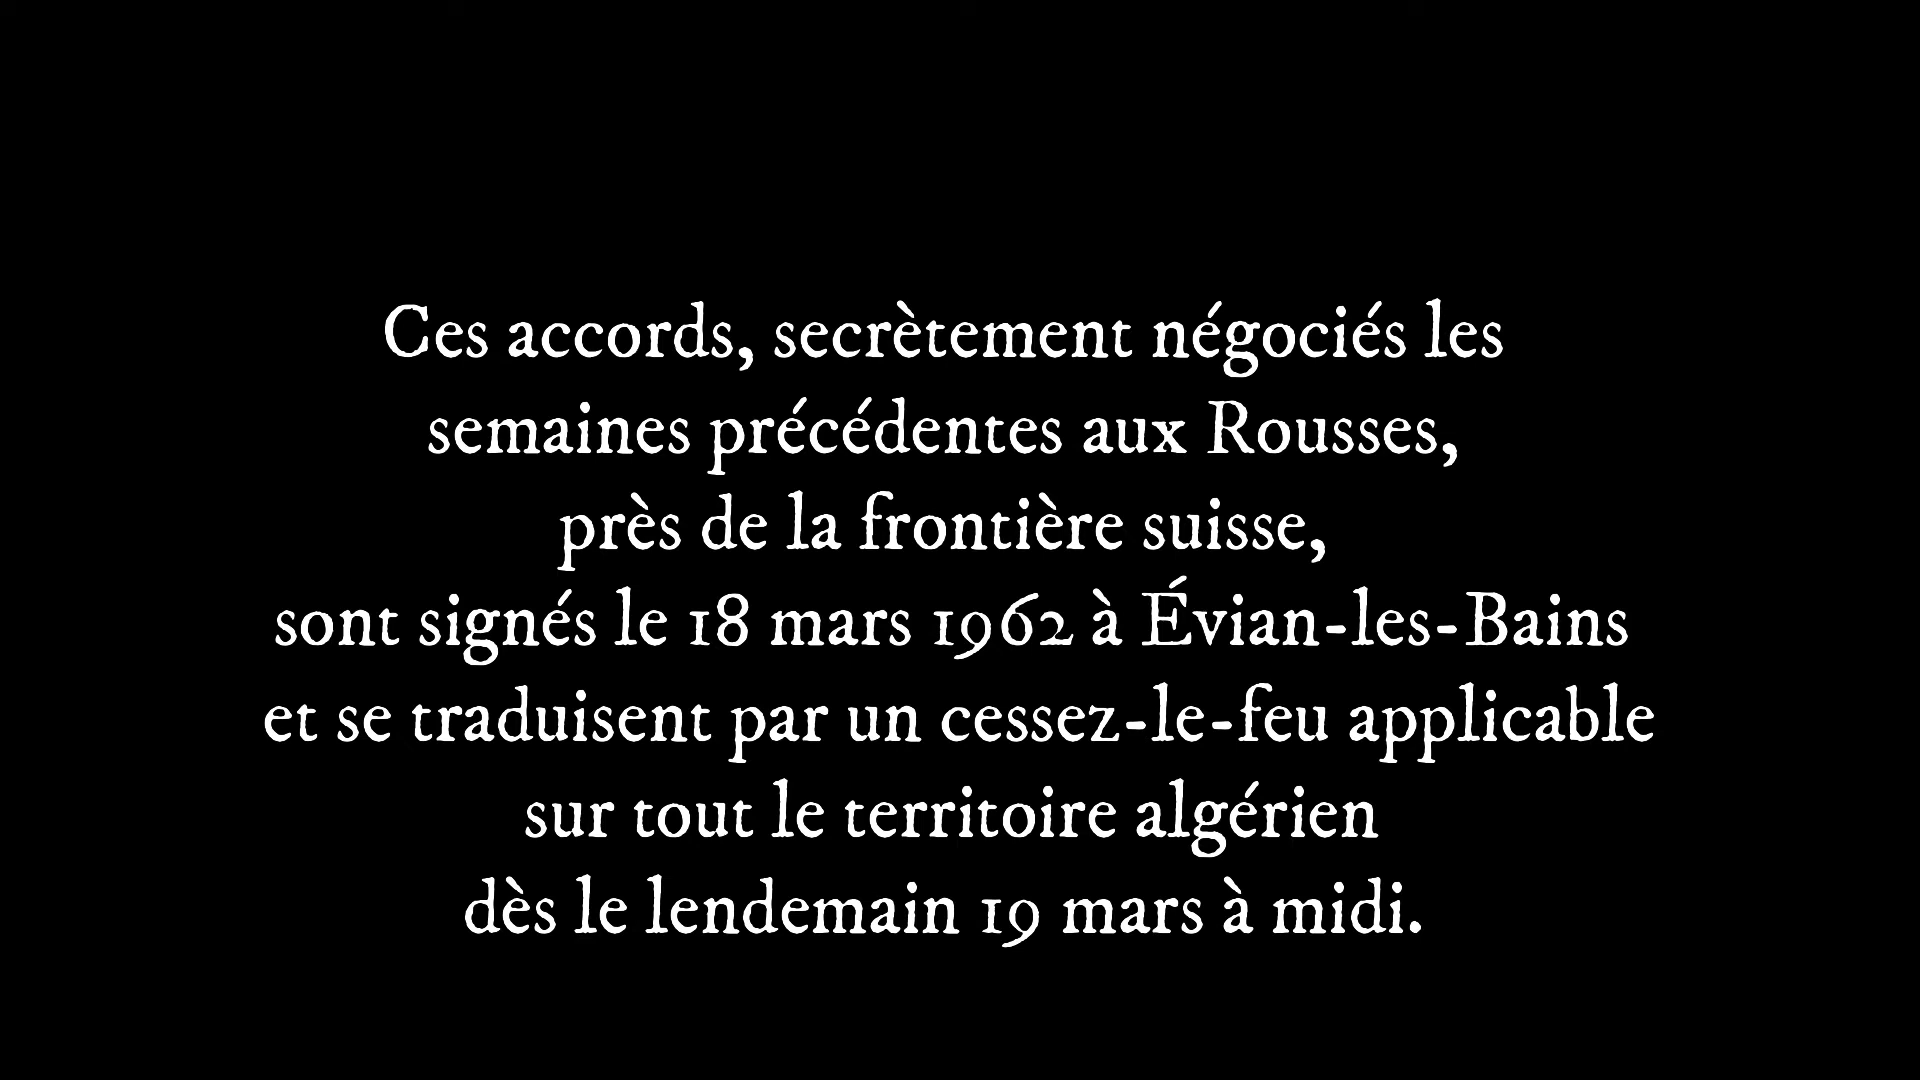 Ces accords, secrètement négociés les
semaines précédentes aux Rousses,
près de la frontière suisse,
sont signés le 18 mars 1962 à Évian-les-Bains
et se traduisent par un cessez-le-feu applicable
sur tout le territoire algérien
dès le lendemain 19 mars à midi.